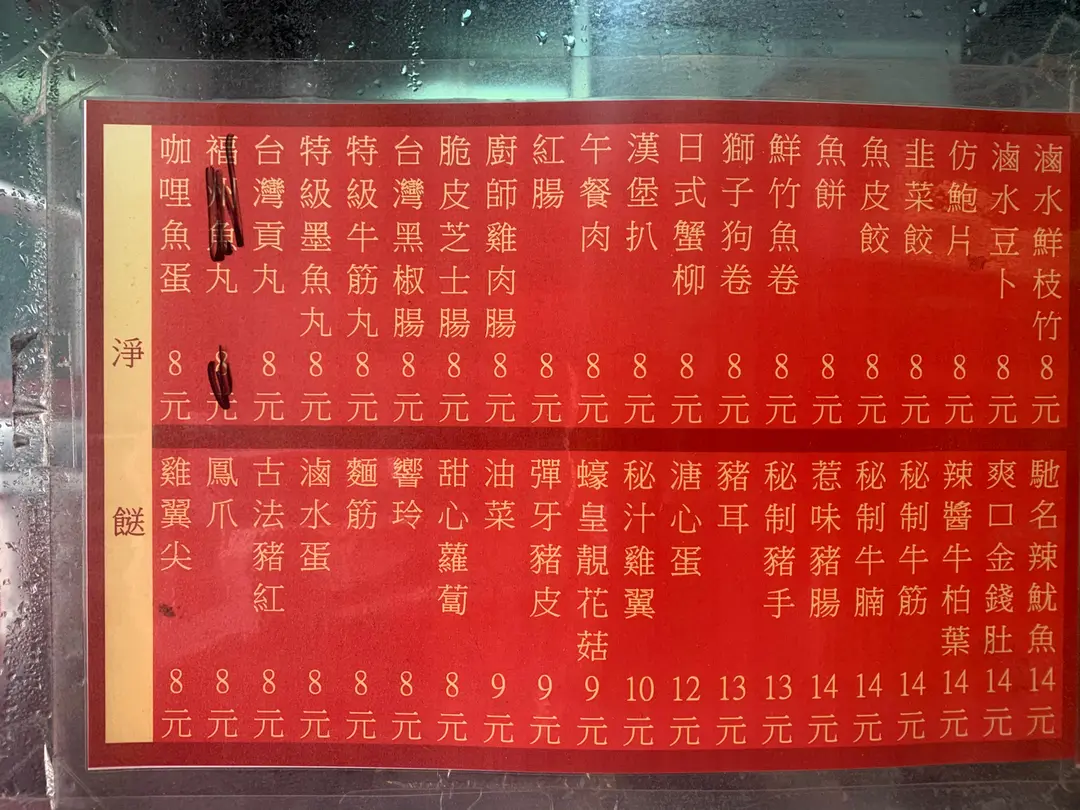 淨餸
咖哩魚蛋 8元
福州魚丸 8元
台灣貢丸 8元
特級墨魚丸 8元
特級牛筋丸 8元
台灣黑椒腸 8元
脆皮芝士腸 8元
廚師雞肉腸 8元
紅腸 8元
午餐肉 8元
漢堡扒 8元
日式蟹柳 8元
獅子狗卷 8元
鮮竹魚卷 8元
魚餅 8元
魚皮餃 8元
韭菜餃 8元
仿鮑片 8元
滷水豆卜 8元
滷水鮮枝竹 8元
雞翼尖 8元
鳳爪 8元
古法豬紅 8元
滷水蛋 8元
麵筋 8元
響玲 8元
甜心蘿蔔 8元
油菜 9元
彈牙豬皮 9元
蠔皇靚花菇 9元
秘汁雞翼 10元
溏心蛋 12元
豬耳 13元
秘制豬手 13元
惹味豬腸 14元
秘制牛腩 14元
秘制牛筋 14元
辣醬牛柏葉 14元
爽口金錢肚 14元
馳名辣魷魚 14元